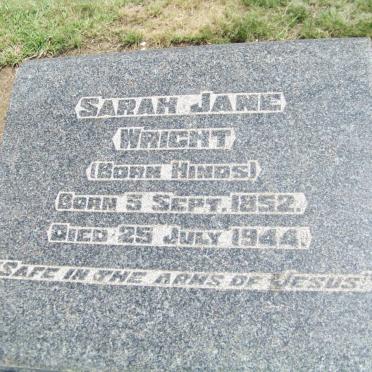 SARAH JANE
WRIGHT
(BORN HINDS)
BORN 5 SEPT. 1852.
DIED 25 JULY 1944.
"SAFE IN THE ARMS OF JESUS"